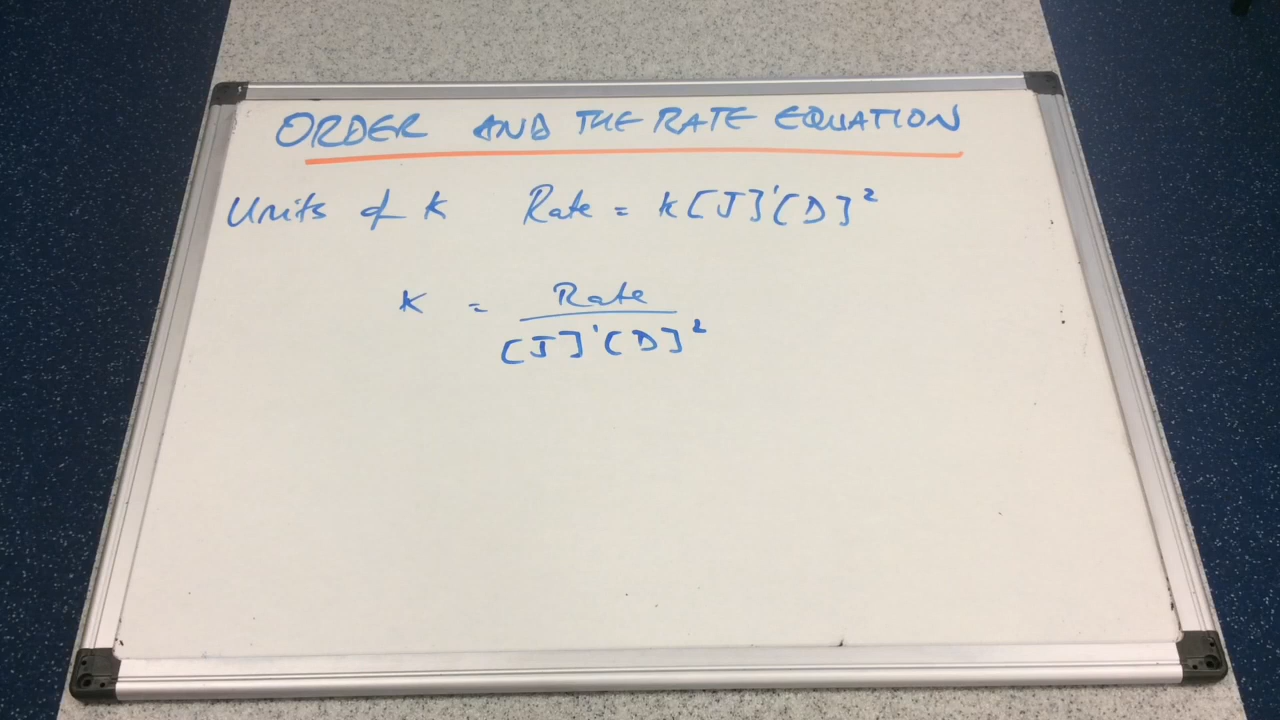 ORDER AND THE RATE EQUATION
Units of k Rate = k[J]¹[D]²
k = Rate
[J]¹[D]²